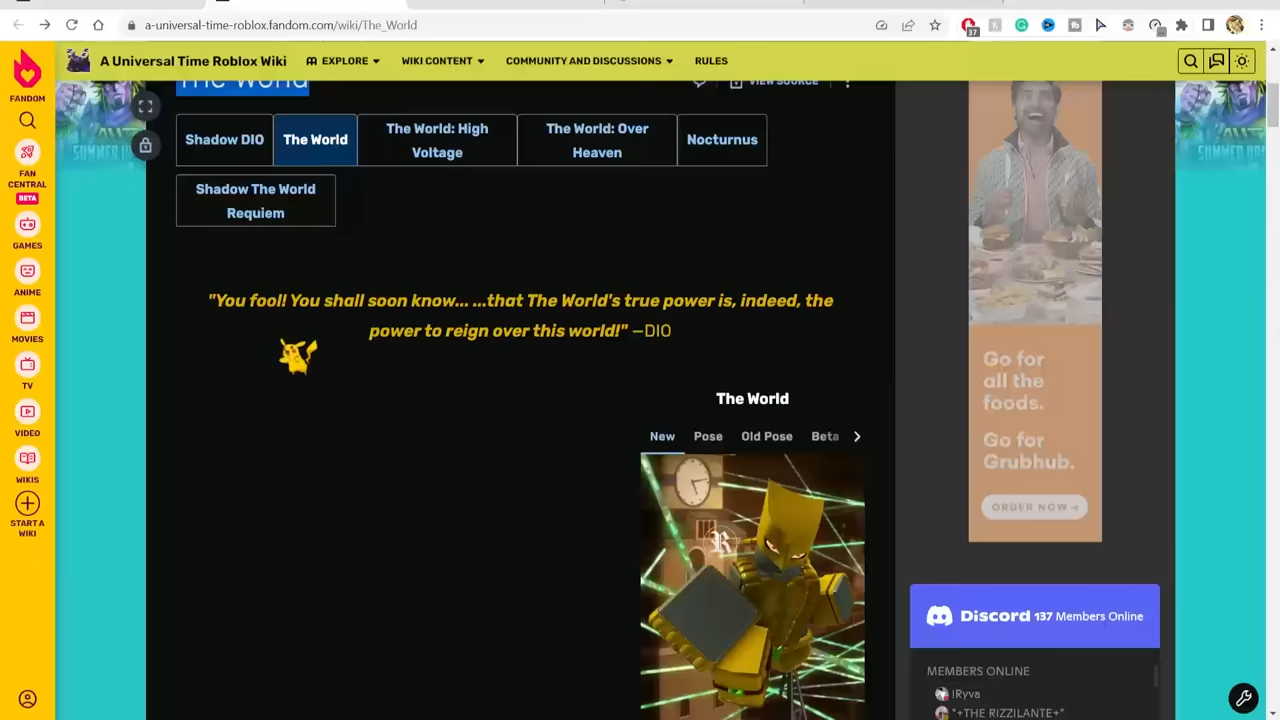 a-universal-time-roblox.fandom.com/wiki/The_World
37
A Universal Time Roblox Wiki
EXPLORE
WIKI CONTENT
COMMUNITY AND DISCUSSIONS
RULES
FANDOM
FAN
CENTRAL
BETA
GAMES
ANIME
MOVIES
TV
VIDEO
WIKIS
START A
WIKI
The World
VIEW SOURCE
Shadow DIO
The World
The World: High
Voltage
The World: Over
Heaven
Nocturnus
Shadow The World
Requiem
"You fool! You shall soon know... ...that The World's true power is, indeed, the
power to reign over this world!" —DIO
The World
New
Pose
Old Pose
Beta
Go for
all the
foods.
Go for
Grubhub.
ORDER NOW
Discord 137 Members Online
MEMBERS ONLINE
!Ryva
*+THE RIZZILANTE+*